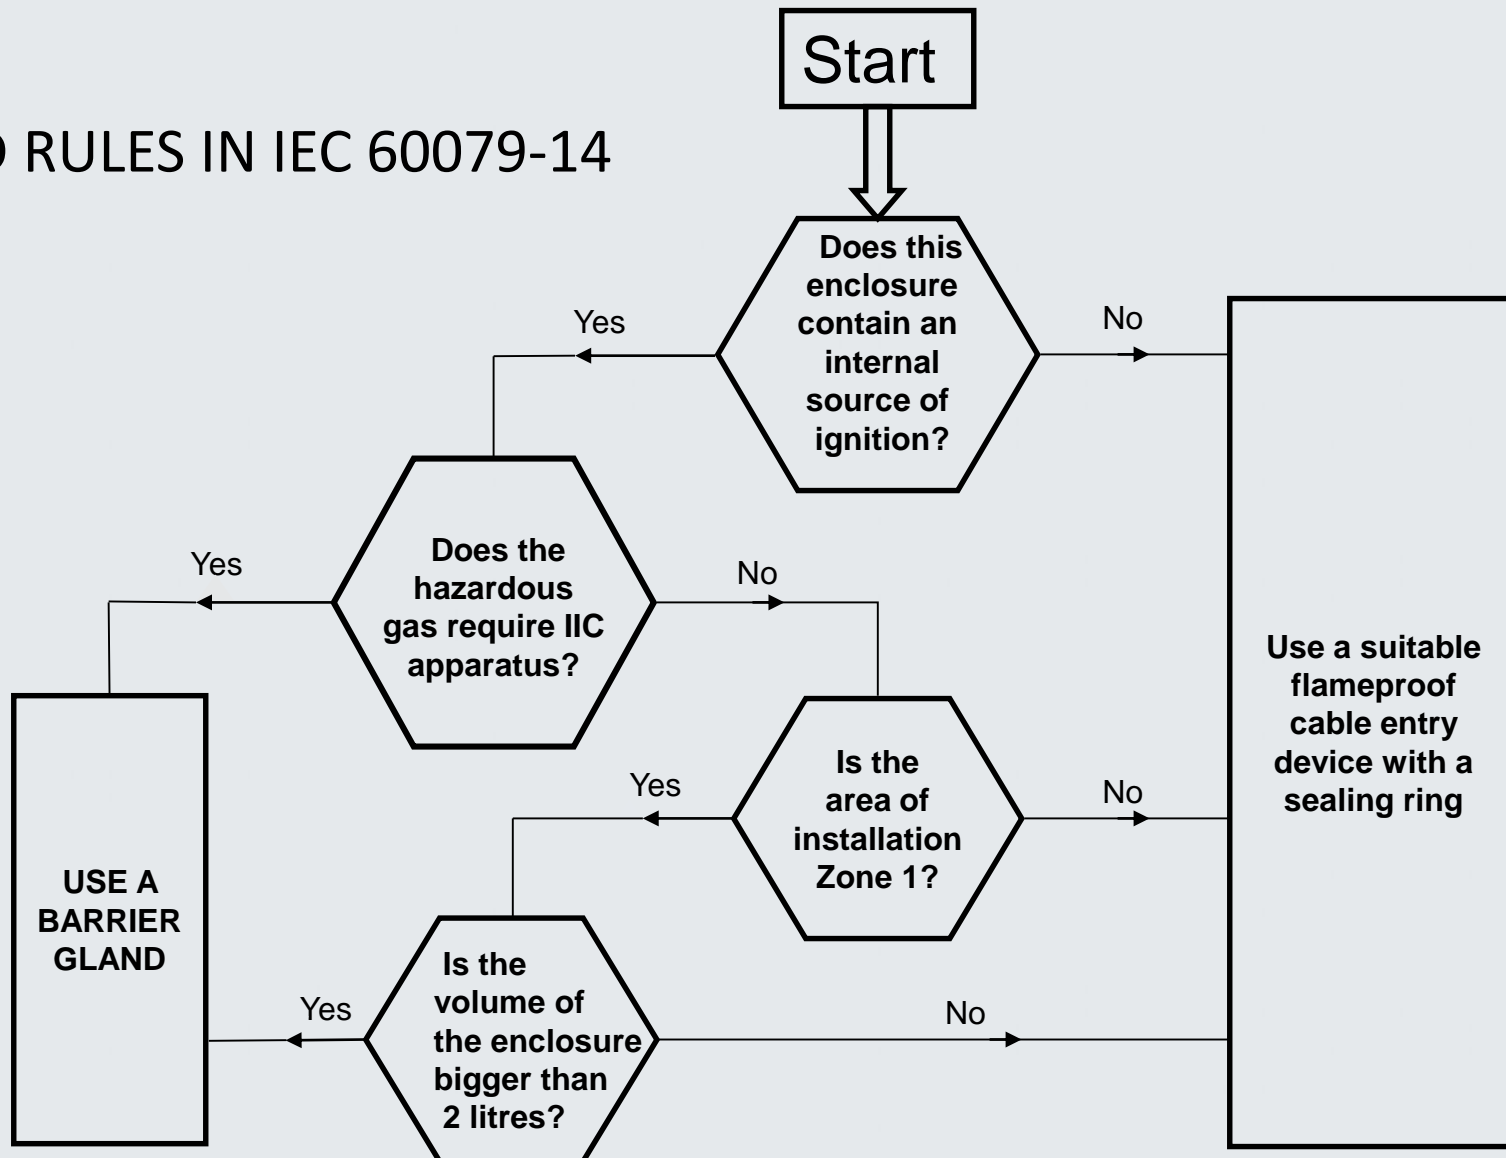 Start
RULES IN IEC 60079-14
Does this
enclosure
contain an
internal
source of
ignition?
Yes
No
Does the
hazardous
gas require IIC
apparatus?
Yes
No
Use a suitable
flameproof
cable entry
device with a
sealing ring
Is the
area of
installation
Zone 1?
Yes
No
USE A
BARRIER
GLAND
Is the
volume of
the enclosure
bigger than
2 litres?
Yes
No